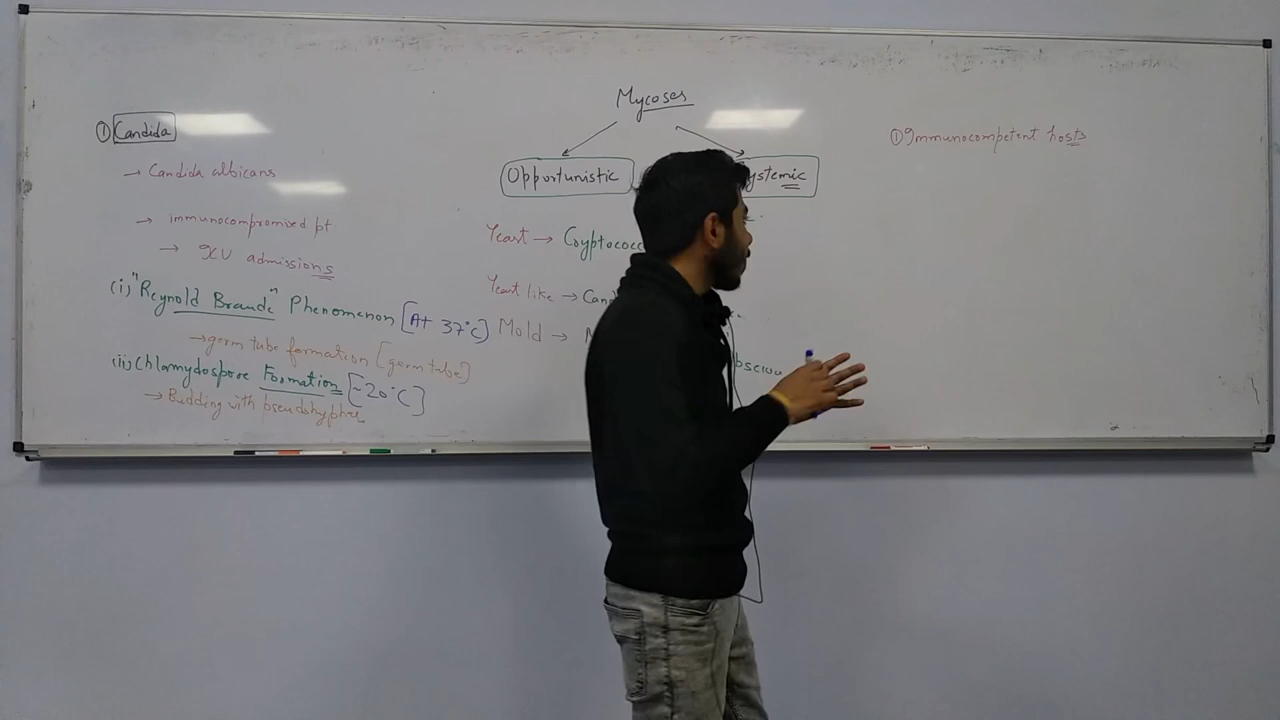 ① Candida
→ Candida albicans
→ immunocompromised pt
→ ICU admissions
(i) "Reynold Braude" Phenomenon [At 37°C]
→ germ tube formation [germ tube]
(ii) Chlamydospore Formation [~20°C]
→ Budding with pseudohyphae
Mycoses
Opportunistic
ystemic
Yeast → Cryptococc
Yeast like → Cand
Mold →
① Immunocompetent hosts